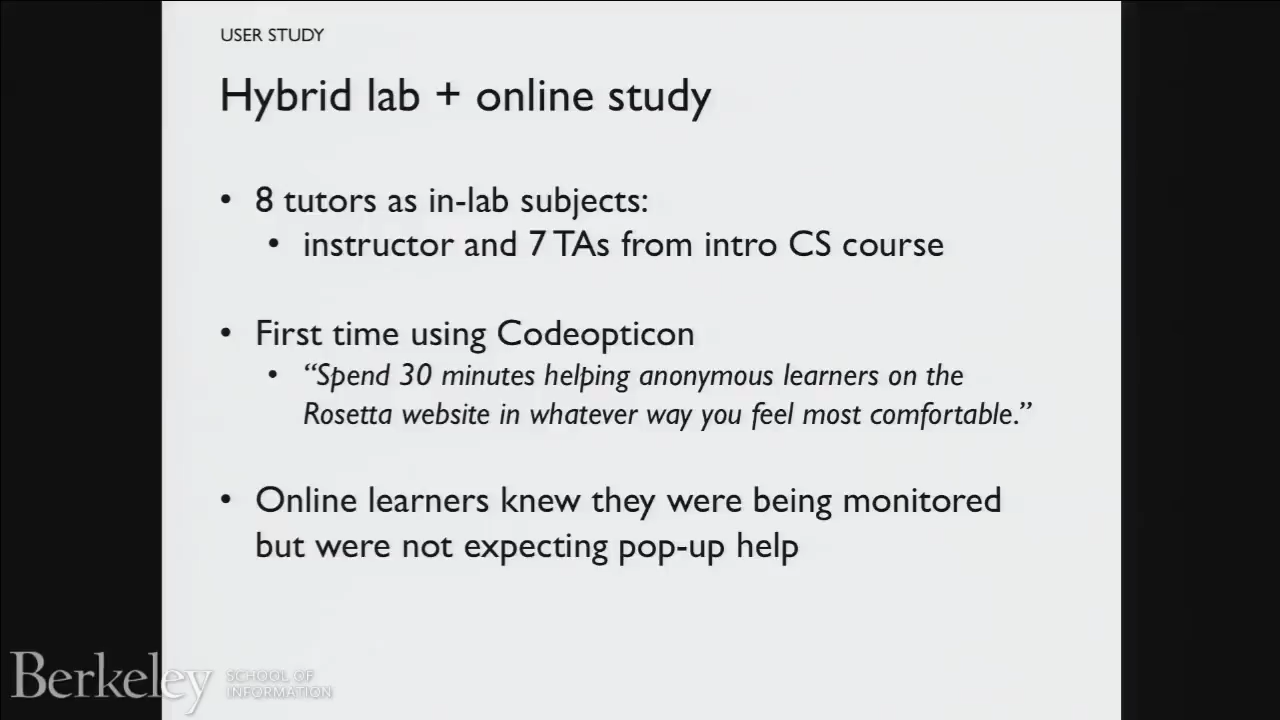 USER STUDY
Hybrid lab + online study
• 8 tutors as in-lab subjects:
• instructor and 7 TAs from intro CS course
• First time using Codeopticon
• “Spend 30 minutes helping anonymous learners on the
Rosetta website in whatever way you feel most comfortable.”
• Online learners knew they were being monitored
but were not expecting pop-up help
Berkeley SCHOOL OF
INFORMATION